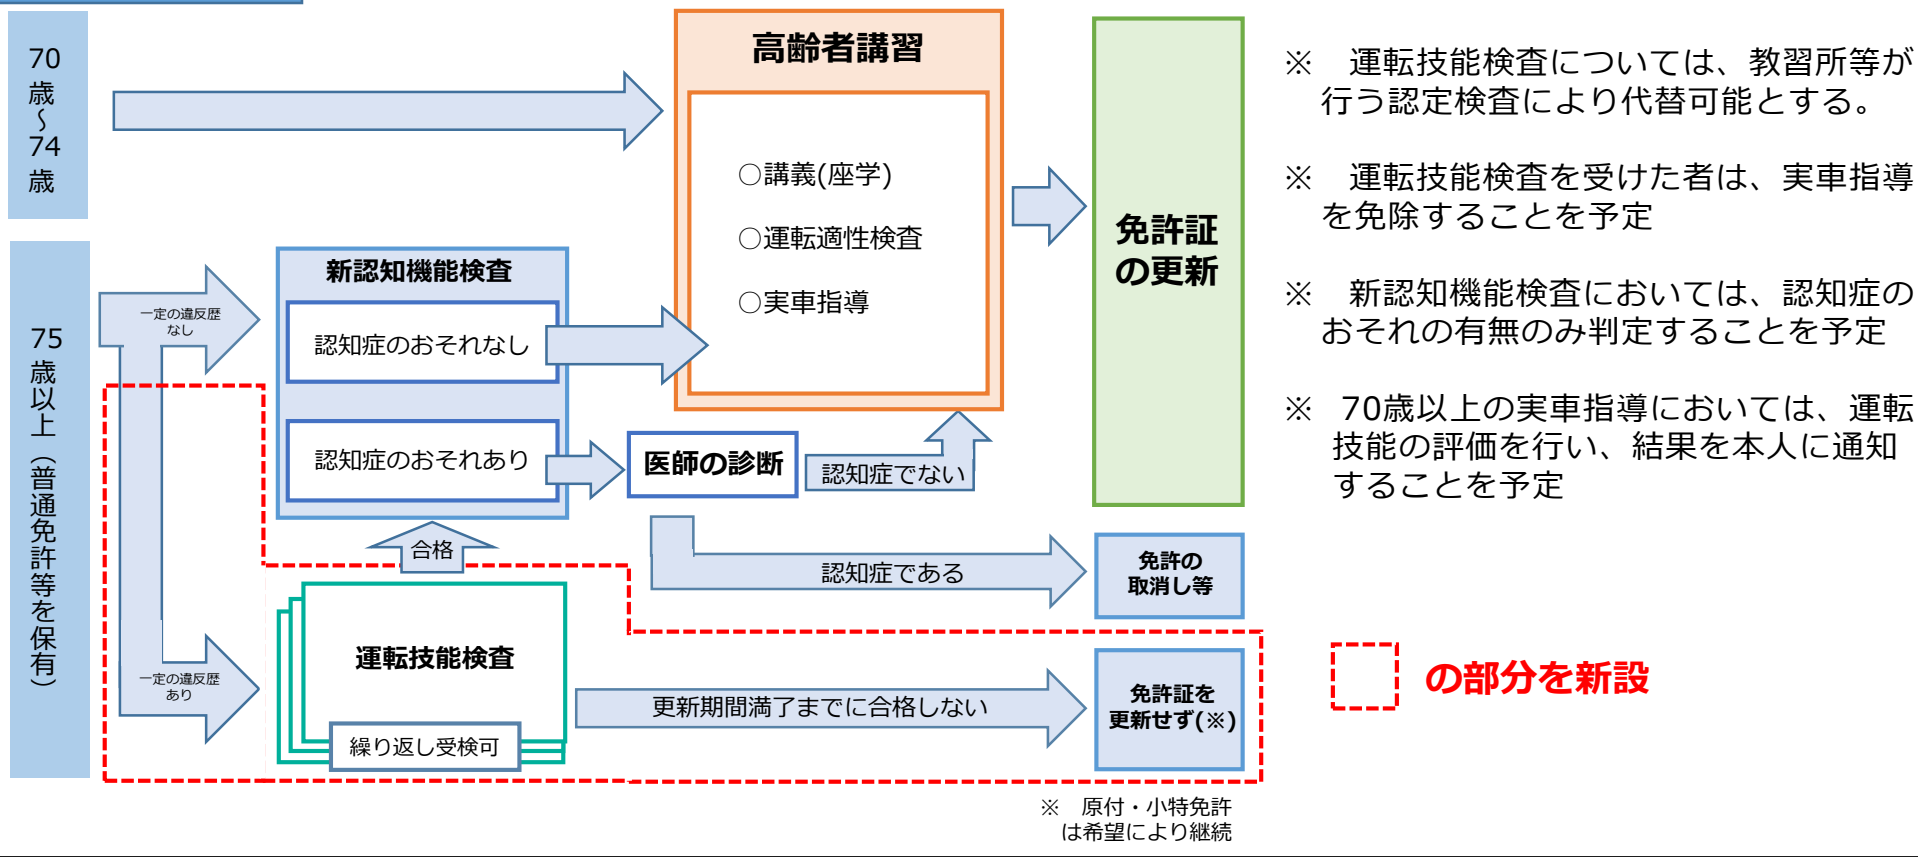 70
歳
～
74
歳
高齢者講習
○講義(座学)
○運転適性検査
○実車指導
免許証
の更新
75
歳以上（普通免許等を保有）
一定の違反歴
なし
新認知機能検査
認知症のおそれなし
認知症のおそれあり
医師の診断
認知症でない
認知症である
免許の
取消し等
合格
一定の違反歴
あり
運転技能検査
繰り返し受検可
更新期間満了までに合格しない
免許証を
更新せず(※)
※　原付・小特免許
は希望により継続
※　運転技能検査については、教習所等が
行う認定検査により代替可能とする。
※　運転技能検査を受けた者は、実車指導
を免除することを予定
※　新認知機能検査においては、認知症の
おそれの有無のみ判定することを予定
※　70歳以上の実車指導においては、運転
技能の評価を行い、結果を本人に通知
することを予定
の部分を新設